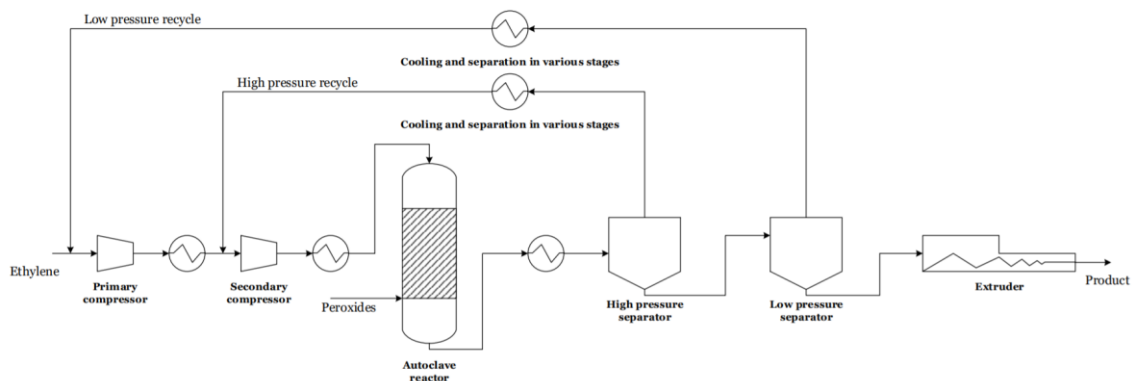 Low pressure recycle
Cooling and separation in various stages
High pressure recycle
Cooling and separation in various stages
Ethylene
Primary
compressor
Secondary
compressor
Peroxides
Autoclave
reactor
High pressure
separator
Low pressure
separator
Extruder
Product